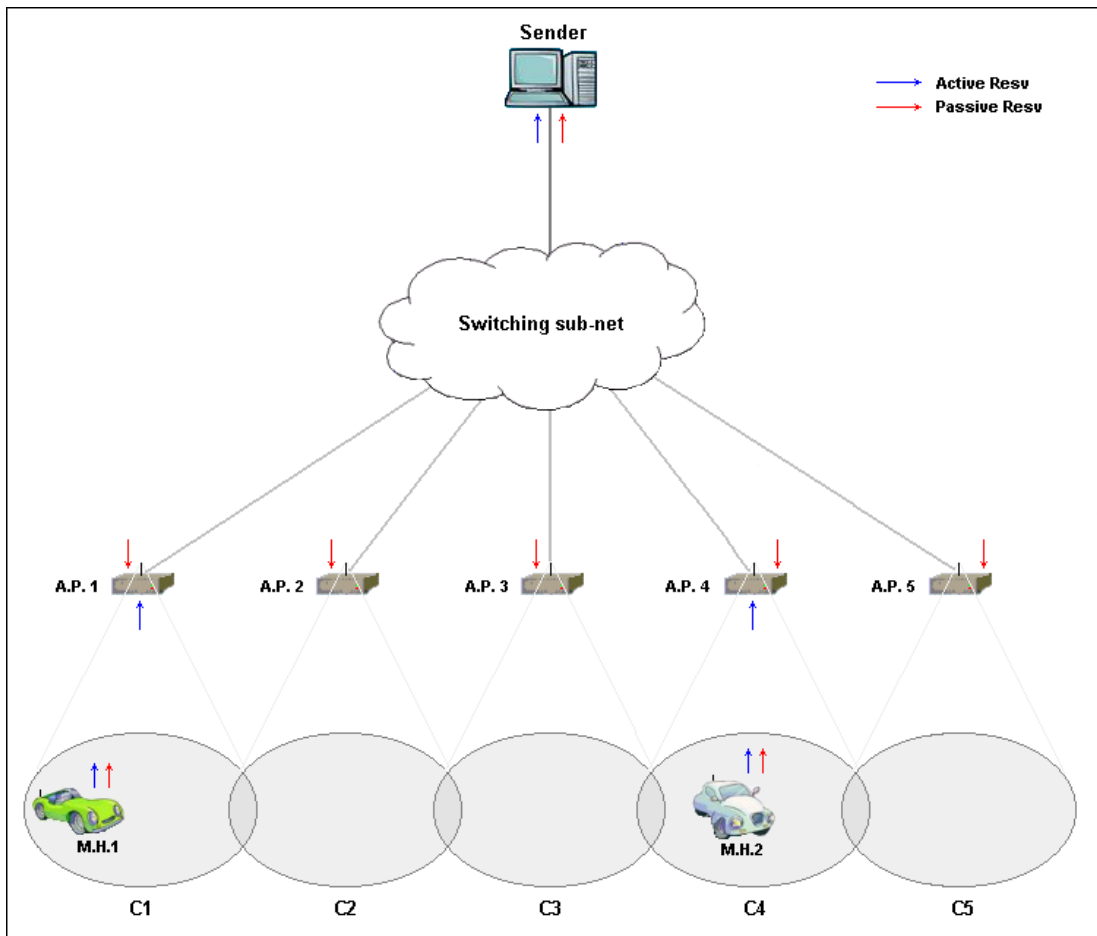 Sender
Active Resv
Passive Resv
Switching sub-net
A.P. 1
A.P. 2
A.P. 3
A.P. 4
A.P. 5
M.H.1
M.H.2
C1
C2
C3
C4
C5